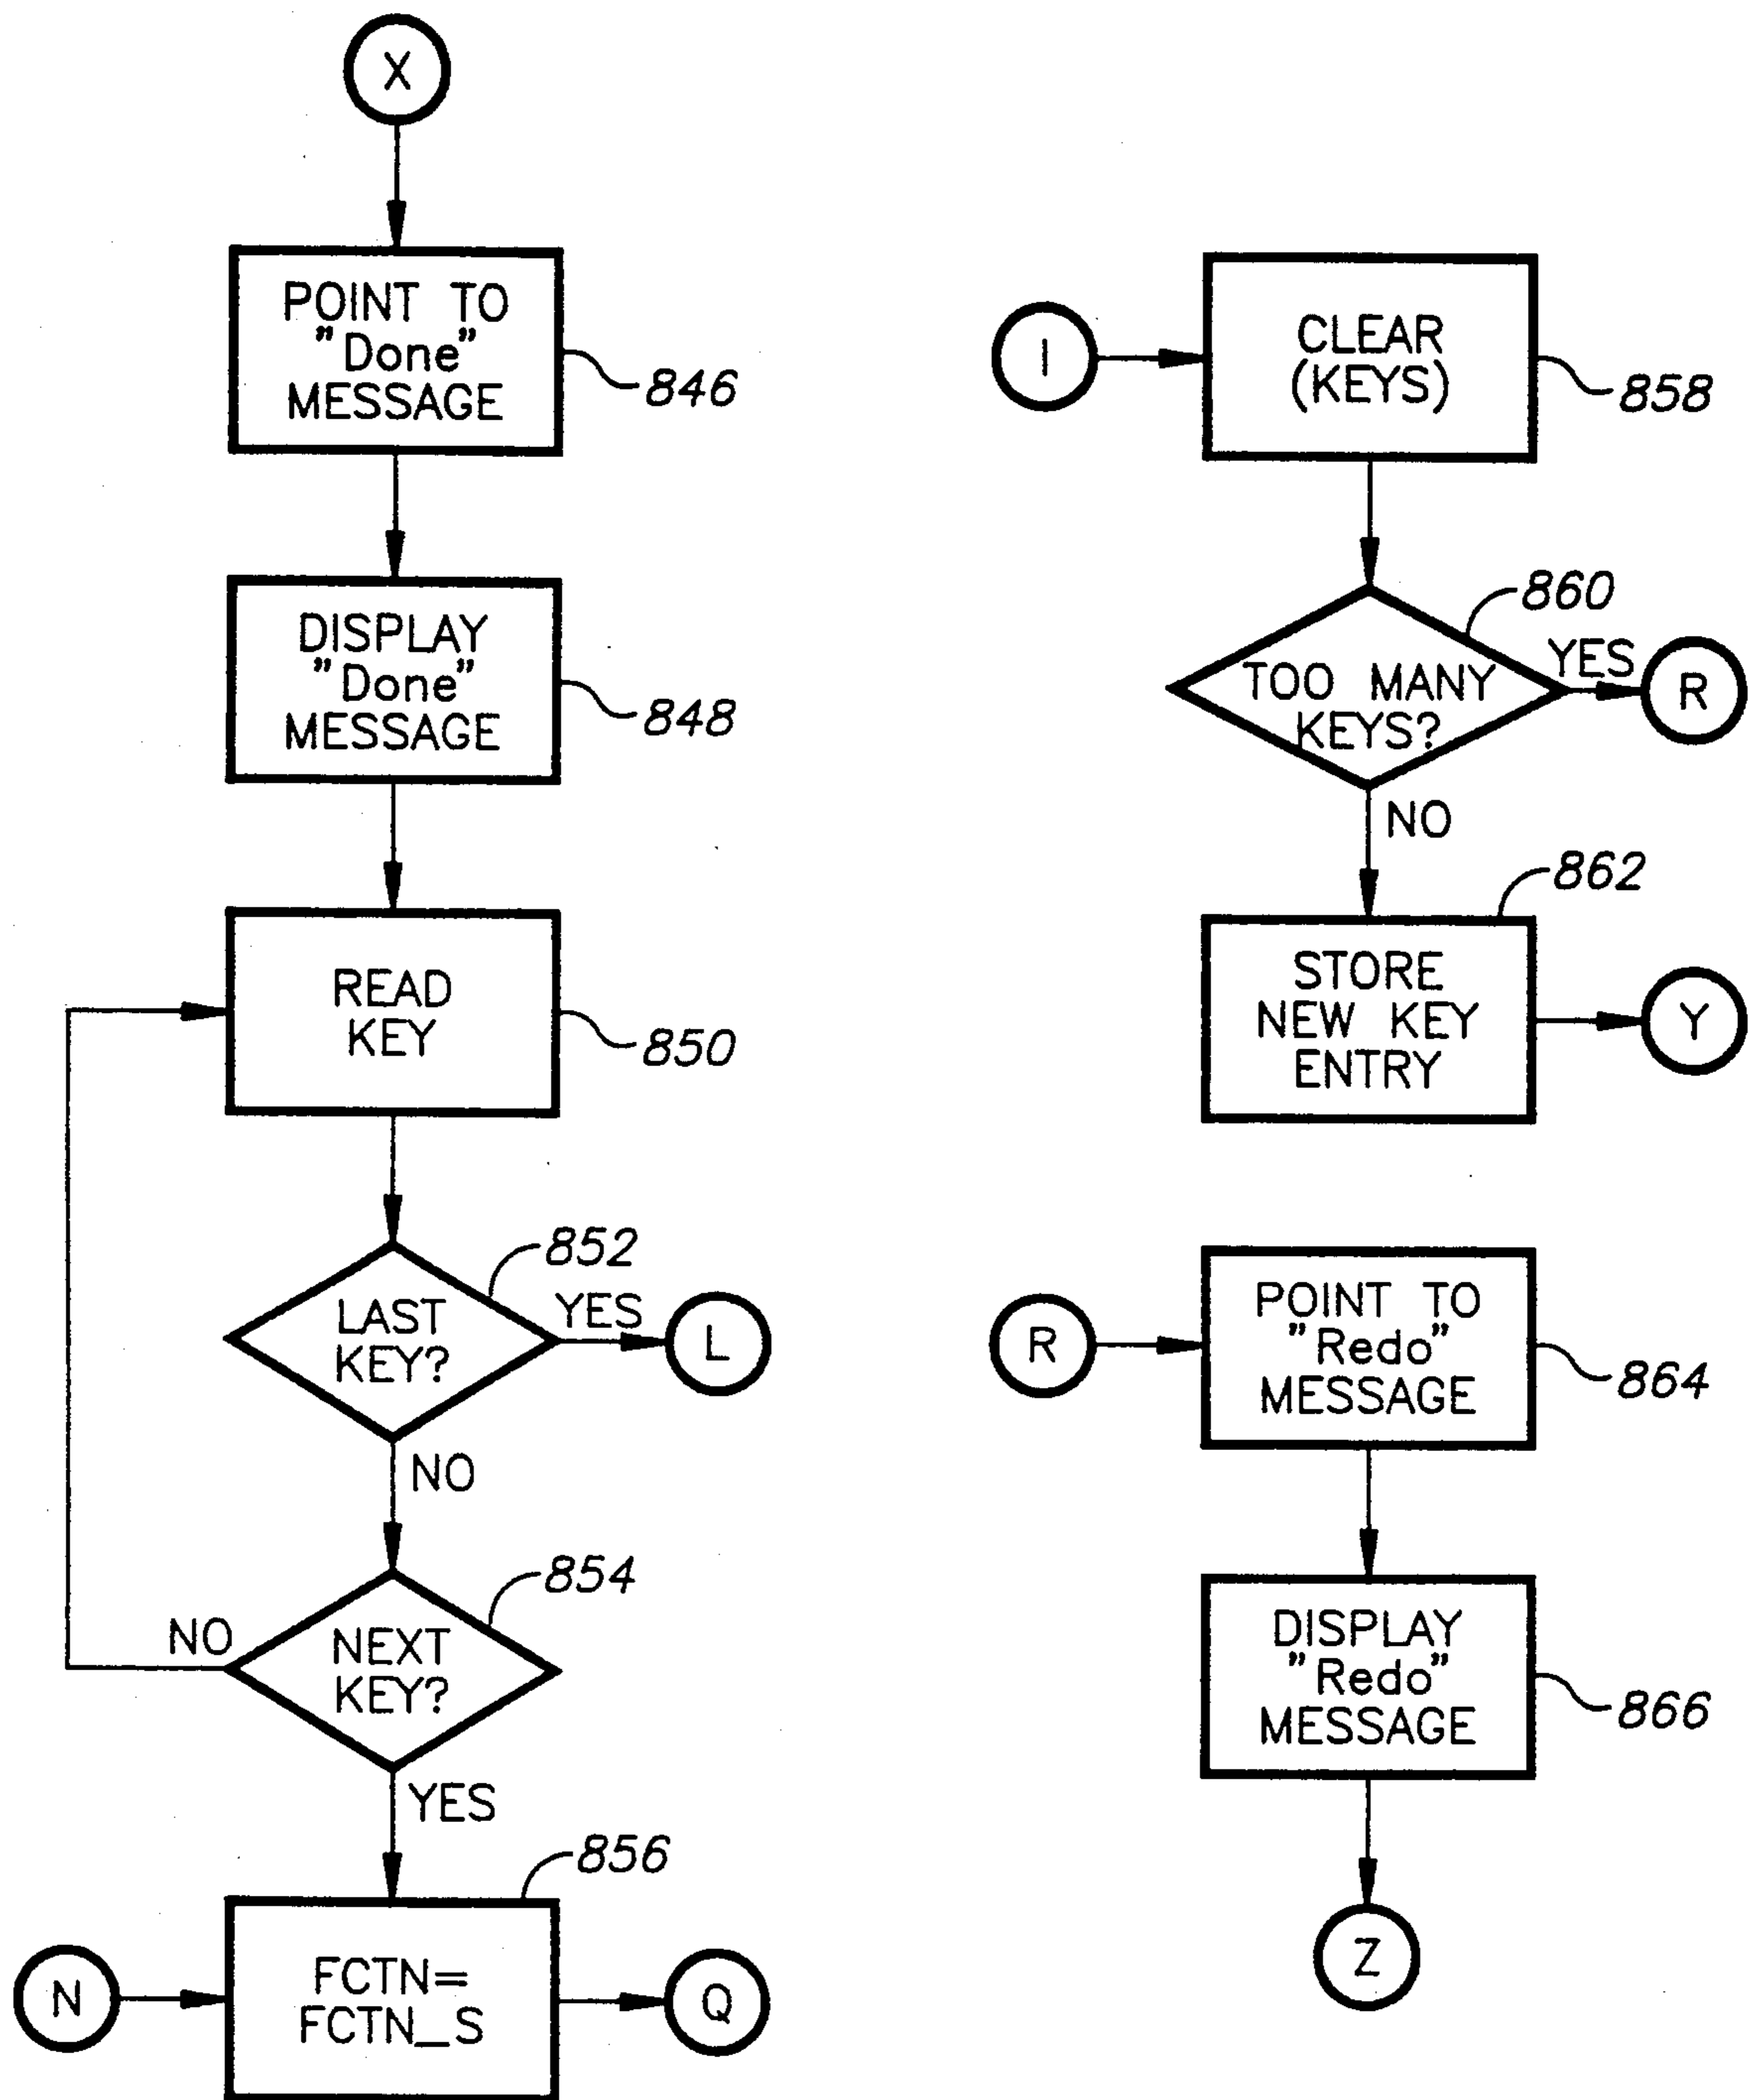 X
POINT TO
"Done"
MESSAGE
846
DISPLAY
"Done"
MESSAGE
848
READ
KEY
850
852
LAST
KEY?
YES
L
NO
854
NEXT
KEY?
NO
YES
856
N
FCTN=
FCTN_S
Q
I
CLEAR
(KEYS)
858
860
TOO MANY
KEYS?
YES
R
NO
862
STORE
NEW KEY
ENTRY
Y
R
POINT TO
"Redo"
MESSAGE
864
DISPLAY
"Redo"
MESSAGE
866
Z